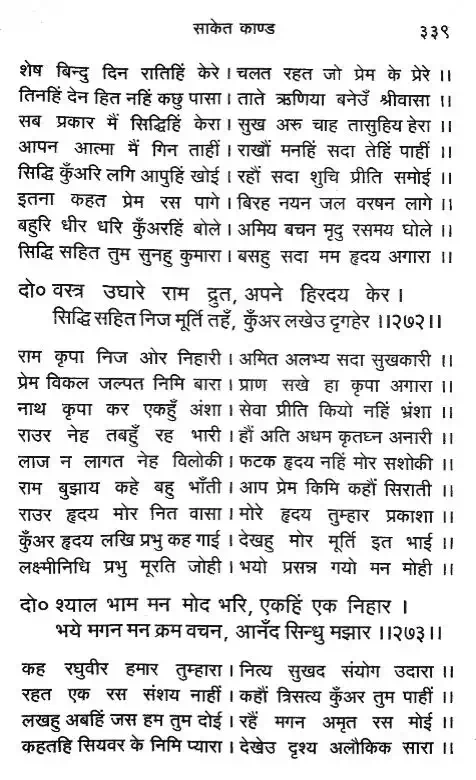 साकेत काण्ड ३३९
शेष बिन्दु दिन रातिहिं केरे । चलत रहत जो प्रेम के प्रेरे ।।
तिनहिं देन हित नहिं कछु पासा । ताते ऋणिया बनेउँ श्रीवासा ।।
सब प्रकार मैं सिद्धिहिं केरा । सुख अरु चाह तासुहिय हेरा ।।
आपन आत्मा मैं गिन ताहीं । राखौं मनहिं सदा तेहिं पाहीं ।।
सिद्धि कुँअरि लगि आपुहिं खोई । रहौं सदा शुचि प्रीति समोई ।।
इतना कहत प्रेम रस पागे । बिरह नयन जल वरषन लागे ।।
बहुरि धीर धरि कुँअरहिं बोले । अमिय बचन मृदु रसमय घोले ।।
सिद्धि सहित तुम सुनहु कुमारा । बसहु सदा मम हृदय अगारा ।।
दो० वस्त्र उघारे राम द्रुत, अपने हिरदय केर ।
सिद्धि सहित निज मूर्ति तहँ, कुँअर लखेउ दृगहेर ।।२७२।।
राम कृपा निज ओर निहारी । अमित अलभ्य सदा सुखकारी ।।
प्रेम विकल जल्पत निमि बारा । प्राण सखे हा कृपा अगारा ।।
नाथ कृपा कर एकहुँ अंशा । सेवा प्रीति कियो नहिं भ्रंशा ।।
राउर नेह तबहुँ रह भारी । हौं अति अधम कृतघ्न अनारी ।।
लाज न लागत नेह विलोकी । फटक हृदय नहिं मोर सशोकी ।।
राम बुझाय कहे बहु भाँती । आप प्रेम किमि कहौं सिराती ।।
राउर हृदय मोर नित वासा । मोरे हृदय तुम्हार प्रकाशा ।।
कुँअर हृदय लखि प्रभु कह गाई । देखहु मोर मूर्ति इत भाई ।।
लक्ष्मीनिधि प्रभु मूरति जोही । भयो प्रसन्न गयो मन मोही ।।
दो० श्याल भाम मन मोद भरि, एकहिं एक निहार ।
भये मगन मन क्रम वचन, आनँद सिन्धु मझार ।।२७३।।
कह रघुवीर हमार तुम्हारा । नित्य सुखद संयोग उदारा ।।
रहत एक रस संशय नाहीं । कहौं त्रिसत्य कुँअर तुम पाहीं ।।
लखहु अबहिं जस हम तुम दोई । रहैं मगन अमृत रस मोई ।।
कहतहि सियवर के निमि प्यारा । देखेउ दृश्य अलौकिक सारा ।।